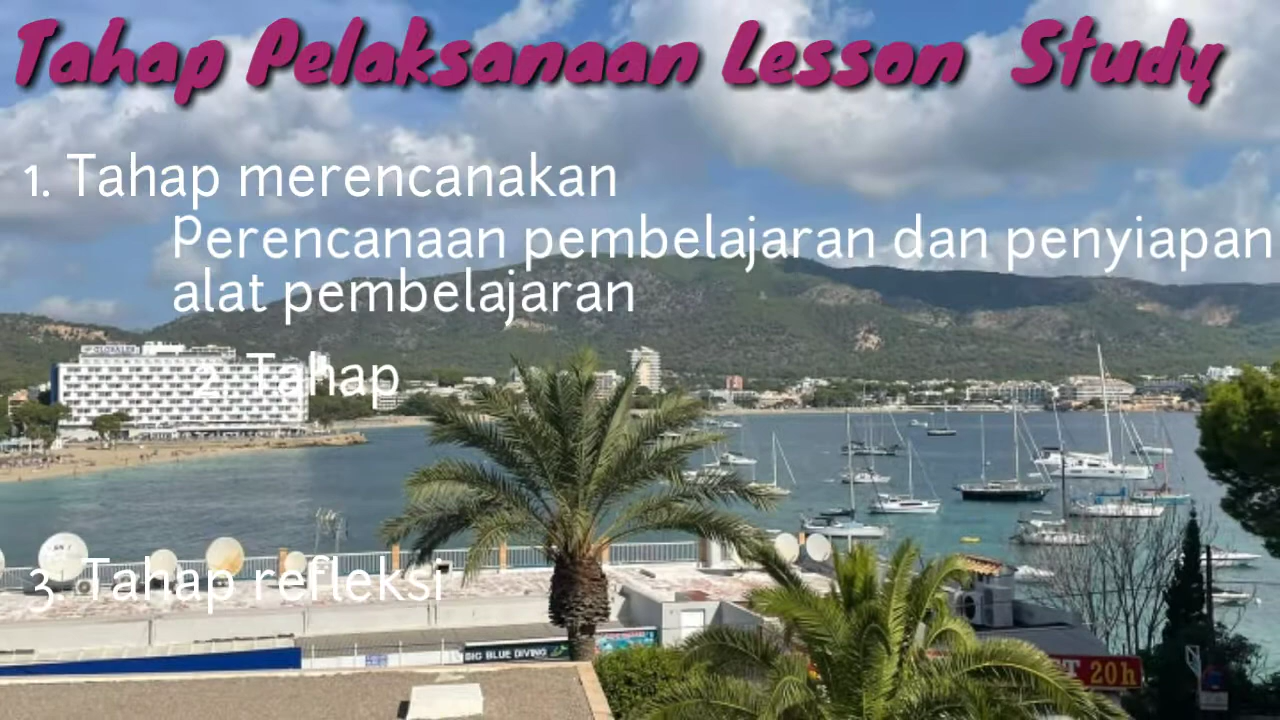 Tahap Pelaksanaan Lesson Study
1. Tahap merencanakan
Perencanaan pembelajaran dan penyiapan
alat pembelajaran
2. Tahap
3. Tahap refleksi
BIG BLUE DIVING
20h